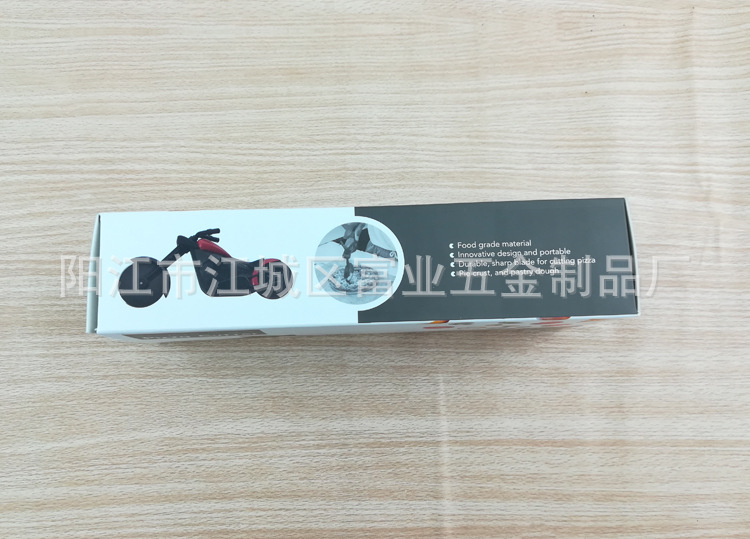 Food grade material
Innovative design and portable
Durable, sharp blade for cutting pizza
Pie crust, and pastry dough.
阳江市江城区富业五金制品厂